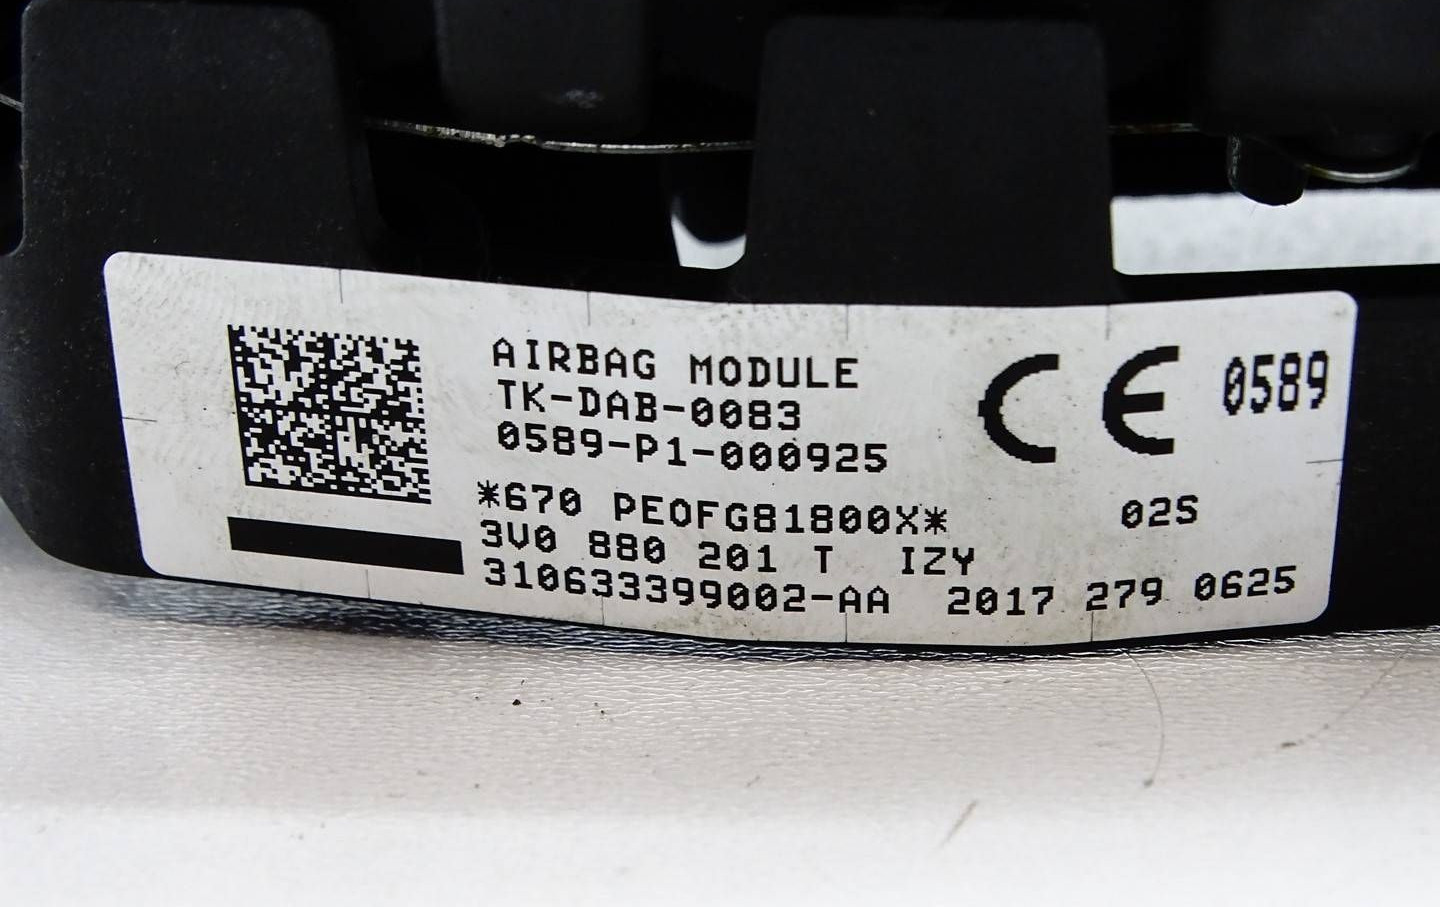 AIRBAG MODULE
TK-DAB-0083
0589-P1-000925
CE 0589
*670 PE0FG81800X*
02S
3V0 880 201 T IZY
310633399002-AA 2017 279 0625